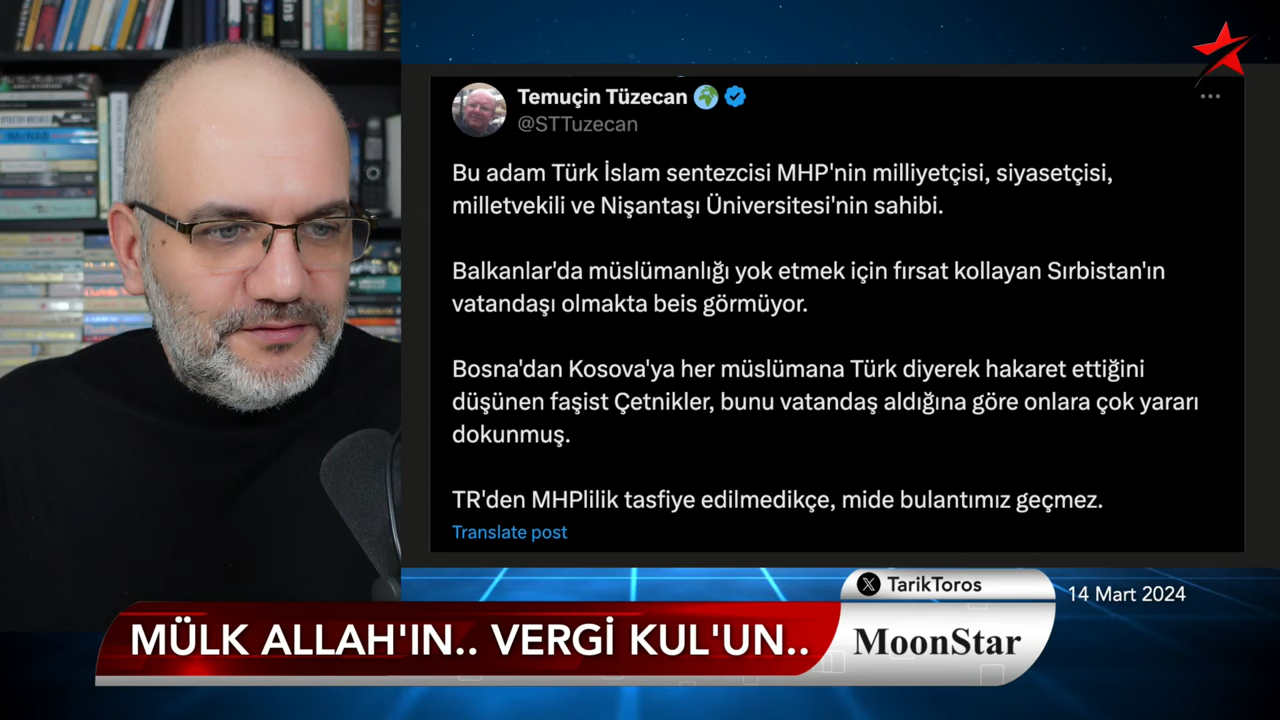 Temuçin Tüzecan
@STTuzecan
Bu adam Türk İslam sentezcisi MHP'nin milliyetçisi, siyasetçisi,
milletvekili ve Nişantaşı Üniversitesi'nin sahibi.
Balkanlar'da müslümanlığı yok etmek için fırsat kollayan Sırbistan'ın
vatandaşı olmakta beis görmüyor.
Bosna'dan Kosova'ya her müslümana Türk diyerek hakaret ettiğini
düşünen faşist Çetnikler, bunu vatandaş aldığına göre onlara çok yararı
dokunmuş.
TR'den MHPlilik tasfiye edilmedikçe, mide bulantımız geçmez.
Translate post
TarikToros
14 Mart 2024
MÜLK ALLAH'IN.. VERGİ KUL'UN..
MoonStar